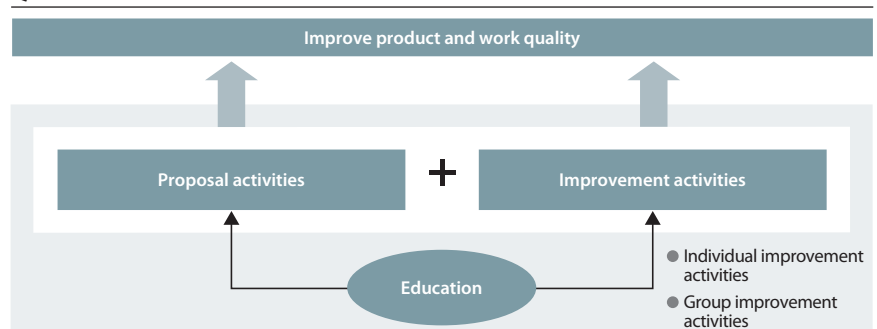 Improve product and work quality
Proposal activities
+
Improvement activities
Education
Individual improvement
activities
Group improvement
activities